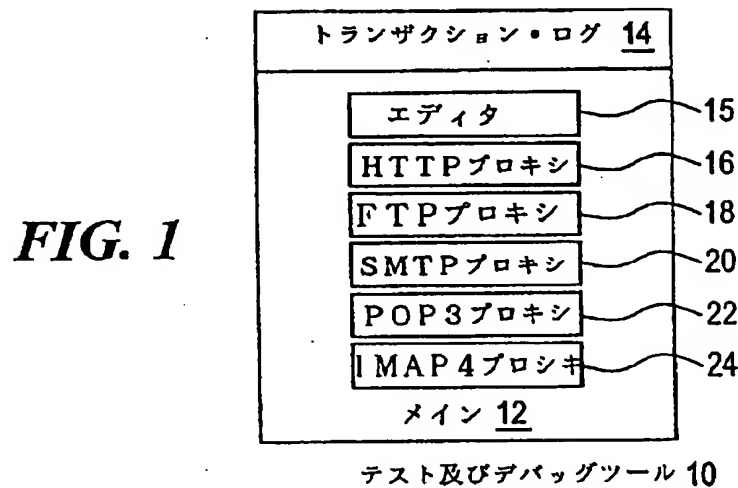 トランザクション・ログ 14
エディタ 15
HTTPプロキシ 16
FTPプロキシ 18
FIG. 1
SMTPプロキシ 20
POP3プロキシ 22
IMAP4プロシキ 24
メイン 12
テスト及びデバッグツール 10